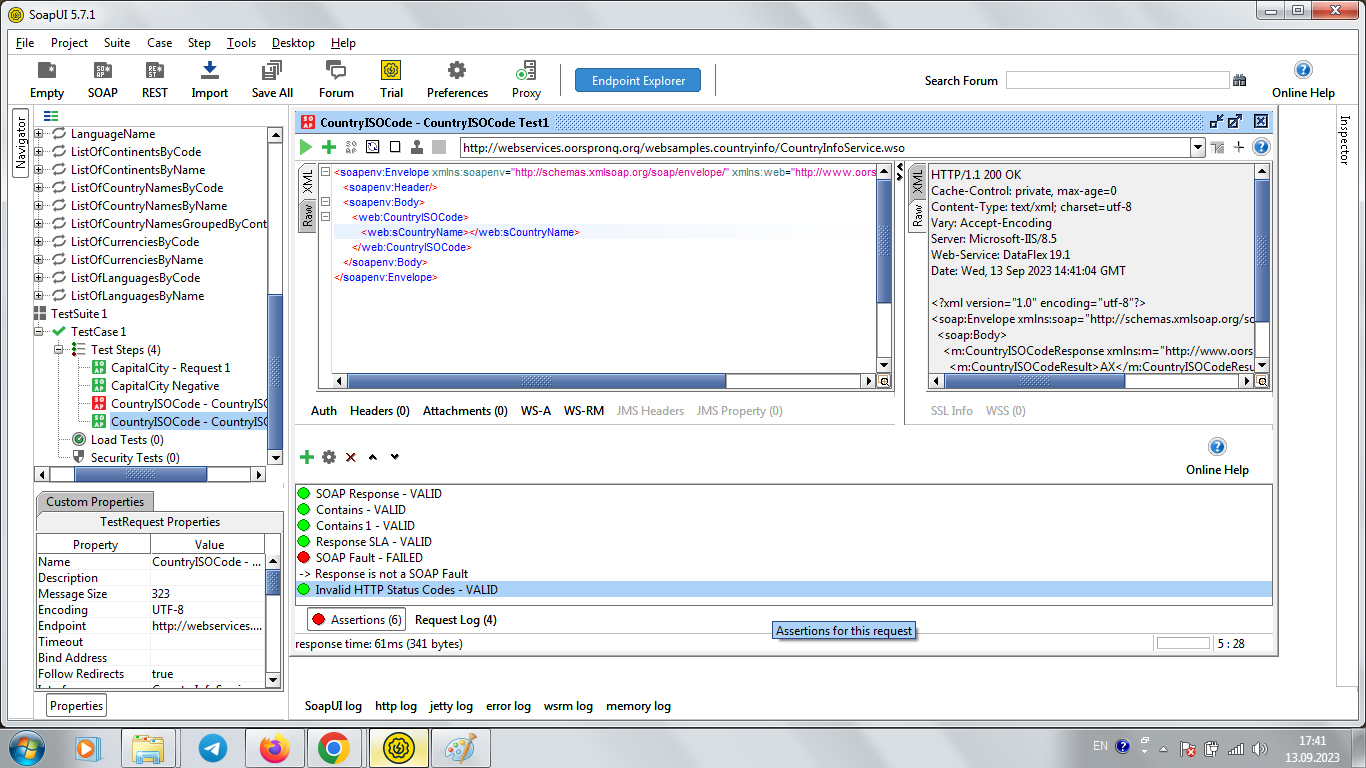 SoapUI 5.7.1
File Project Suite Case Step Tools Desktop Help
Empty SOAP REST Import Save All Forum Trial Preferences Proxy Endpoint Explorer Search Forum Online Help
Navigator
LanguageName
ListOfContinentsByCode
ListOfContinentsByName
ListOfCountryNamesByCode
ListOfCountryNamesByName
ListOfCountryNamesGroupedByCont
ListOfCurrenciesByCode
ListOfCurrenciesByName
ListOfLanguagesByCode
ListOfLanguagesByName
TestSuite 1
TestCase 1
Test Steps (4)
CapitalCity - Request 1
CapitalCity Negative
CountryISOCode - CountryISO
CountryISOCode - CountryISO
Load Tests (0)
Security Tests (0)
Custom Properties
TestRequest Properties
Property Value
Name CountryISOCode - ...
Description
Message Size 323
Encoding UTF-8
Endpoint http://webservices....
Timeout
Bind Address
Follow Redirects true
Properties
CountryISOCode - CountryISOCode Test1
http://webservices.oorsprong.org/websamples.countryinfo/CountryInfoService.wso
XML
Raw
<soapenv:Envelope xmlns:soapenv="http://schemas.xmlsoap.org/soap/envelope/" xmlns:web="http://www.oors
<soapenv:Header/>
<soapenv:Body>
<web:CountryISOCode>
<web:sCountryName></web:sCountryName>
</web:CountryISOCode>
</soapenv:Body>
</soapenv:Envelope>
XML
Raw
HTTP/1.1 200 OK
Cache-Control: private, max-age=0
Content-Type: text/xml; charset=utf-8
Vary: Accept-Encoding
Server: Microsoft-IIS/8.5
Web-Service: DataFlex 19.1
Date: Wed, 13 Sep 2023 14:41:04 GMT
<?xml version="1.0" encoding="utf-8"?>
<soap:Envelope xmlns:soap="http://schemas.xmlsoap.org/so
<soap:Body>
<m:CountryISOCodeResponse xmlns:m="http://www.oors
<m:CountryISOCodeResult>AX</m:CountryISOCodeResu
Auth Headers (0) Attachments (0) WS-A WS-RM JMS Headers JMS Property (0)
SSL Info WSS (0)
Online Help
SOAP Response - VALID
Contains - VALID
Contains 1 - VALID
Response SLA - VALID
SOAP Fault - FAILED
-> Response is not a SOAP Fault
Invalid HTTP Status Codes - VALID
Assertions (6) Request Log (4)
Assertions for this request
response time: 61ms (341 bytes)
5 : 28
Inspector
SoapUI log http log jetty log error log wsrm log memory log
EN
17:41
13.09.2023